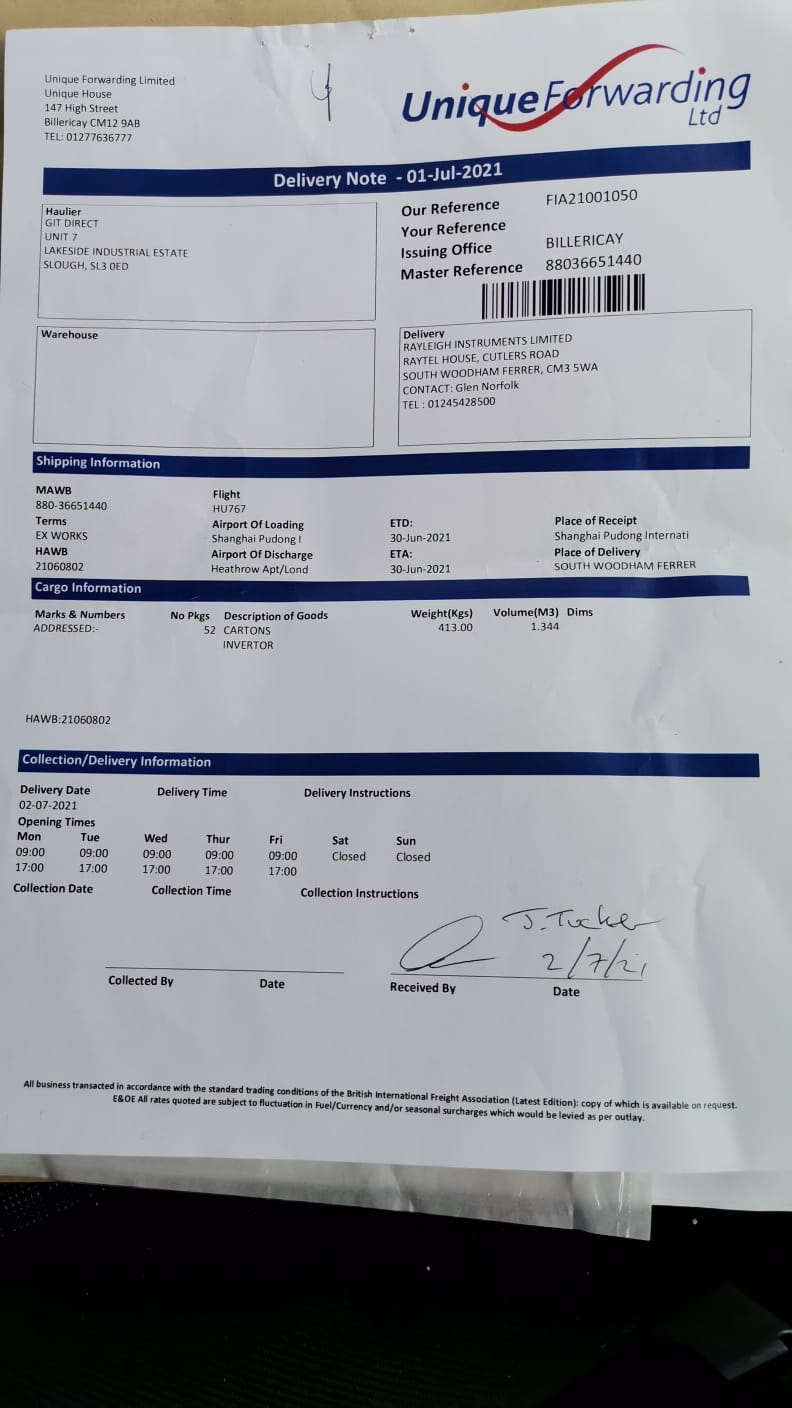 Unique Forwarding Limited
Unique House
147 High Street
Billericay CM12 9AB
TEL: 01277636777
Unique Forwarding
Ltd
Delivery Note - 01-Jul-2021
Haulier
GIT DIRECT
UNIT 7
LAKESIDE INDUSTRIAL ESTATE
SLOUGH, SL3 0ED
Our Reference FIA21001050
Your Reference
Issuing Office BILLERICAY
Master Reference 88036651440
Warehouse
Delivery
RAYLEIGH INSTRUMENTS LIMITED
RAYTEL HOUSE, CUTLERS ROAD
SOUTH WOODHAM FERRER, CM3 5WA
CONTACT: Glen Norfolk
TEL : 01245428500
Shipping Information
MAWB Flight
880-36651440 HU767
Terms Airport Of Loading ETD: Place of Receipt
EX WORKS Shanghai Pudong I 30-Jun-2021 Shanghai Pudong Internati
HAWB Airport Of Discharge ETA: Place of Delivery
21060802 Heathrow Apt/Lond 30-Jun-2021 SOUTH WOODHAM FERRER
Cargo Information
Marks & Numbers No Pkgs Description of Goods Weight(Kgs) Volume(M3) Dims
ADDRESSED:- 52 CARTONS 413.00 1.344
INVERTOR
HAWB:21060802
Collection/Delivery Information
Delivery Date Delivery Time Delivery Instructions
02-07-2021
Opening Times
Mon Tue Wed Thur Fri Sat Sun
09:00 09:00 09:00 09:00 09:00 Closed Closed
17:00 17:00 17:00 17:00 17:00
Collection Date Collection Time Collection Instructions
J. Tucker
2/7/21
Collected By Date Received By Date
All business transacted in accordance with the standard trading conditions of the British International Freight Association (Latest Edition): copy of which is available on request.
E&OE All rates quoted are subject to fluctuation in Fuel/Currency and/or seasonal surcharges which would be levied as per outlay.